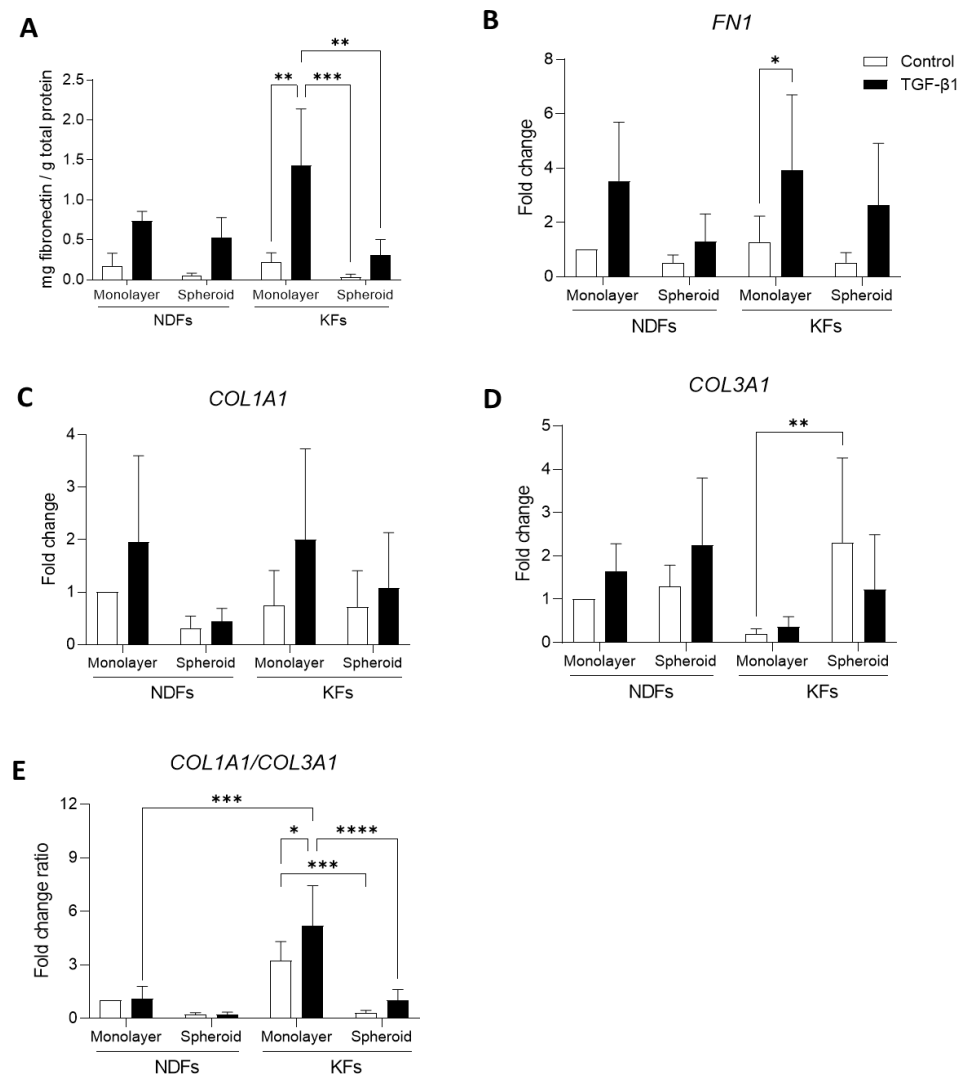 A
mg fibronectin / g total protein
2.5
2.0
1.5
1.0
0.5
0.0
** *** **
Monolayer Spheroid Monolayer Spheroid
NDFs KFs
B
FN1
Control
TGF-β1
Fold change
8
6
4
2
0
*
Monolayer Spheroid Monolayer Spheroid
NDFs KFs
C
COL1A1
Fold change
4
3
2
1
0
Monolayer Spheroid Monolayer Spheroid
NDFs KFs
D
COL3A1
Fold change
5
4
3
2
1
0
**
Monolayer Spheroid Monolayer Spheroid
NDFs KFs
E
COL1A1/COL3A1
Fold change ratio
12
9
6
3
0
***
* ****
***
Monolayer Spheroid Monolayer Spheroid
NDFs KFs